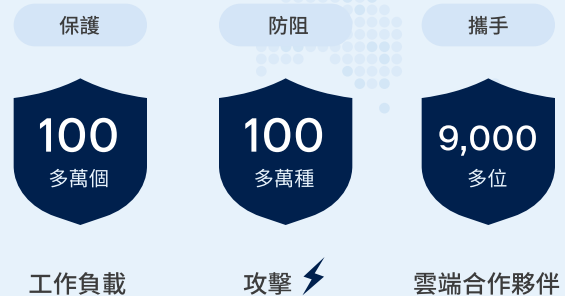 保護
100
多萬個
工作負載
防阻
100
多萬種
攻擊
攜手
9,000
多位
雲端合作夥伴